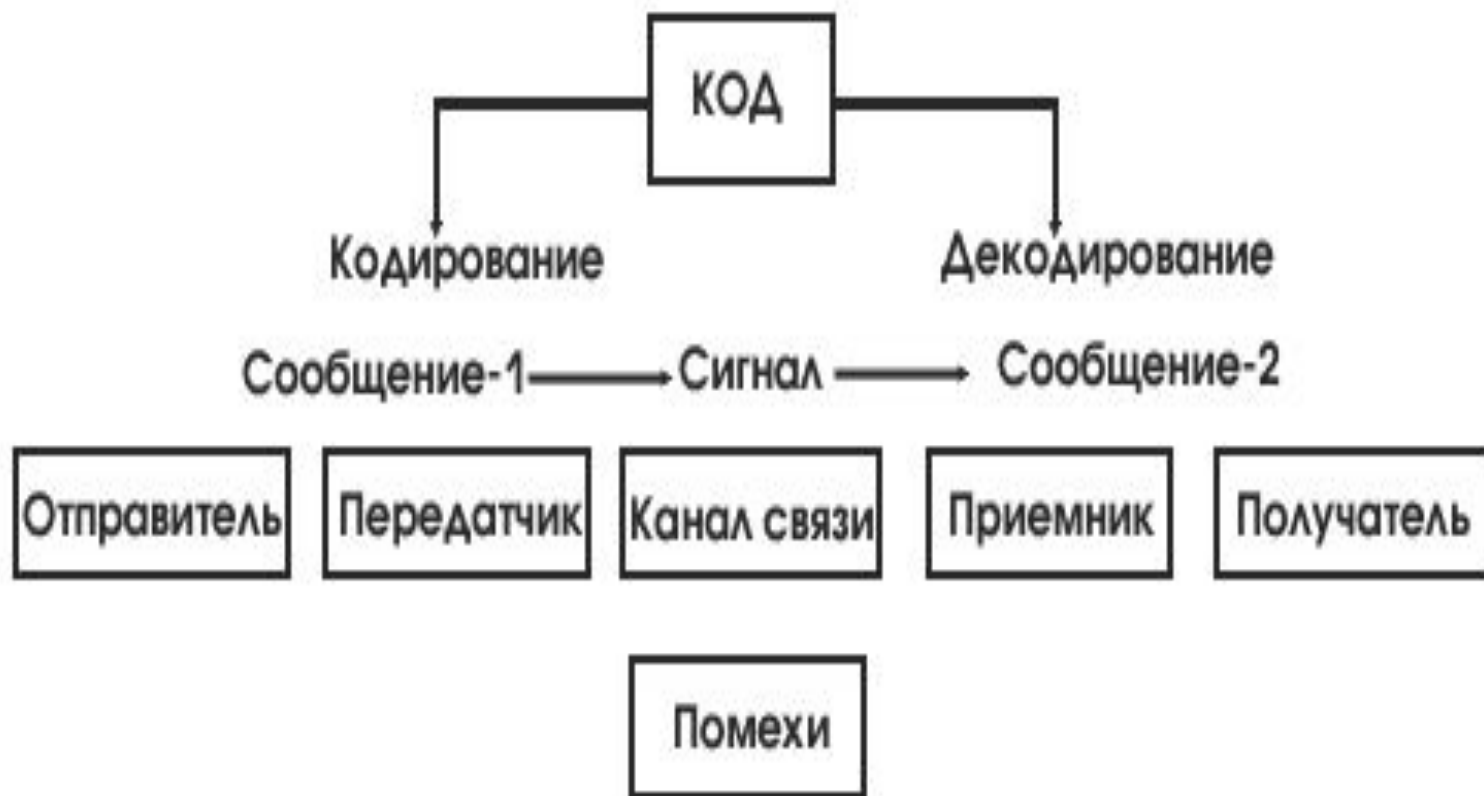 КОД
Кодирование Декодирование
Сообщение-1 Сигнал Сообщение-2
Отправитель Передатчик Канал связи Приемник Получатель
Помехи